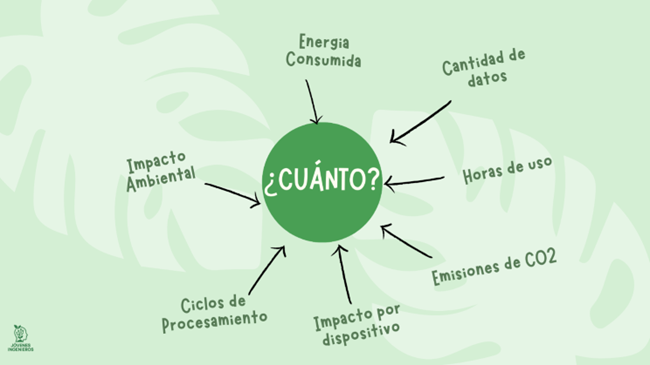 Energia
Consumida
Cantidad de
datos
¿CUÁNTO?
Impacto
Ambiental
Horas de uso
Emisiones de CO2
Ciclos de
Procesamiento
Impacto por
dispositivo
JÓVENES
INGENIEROS